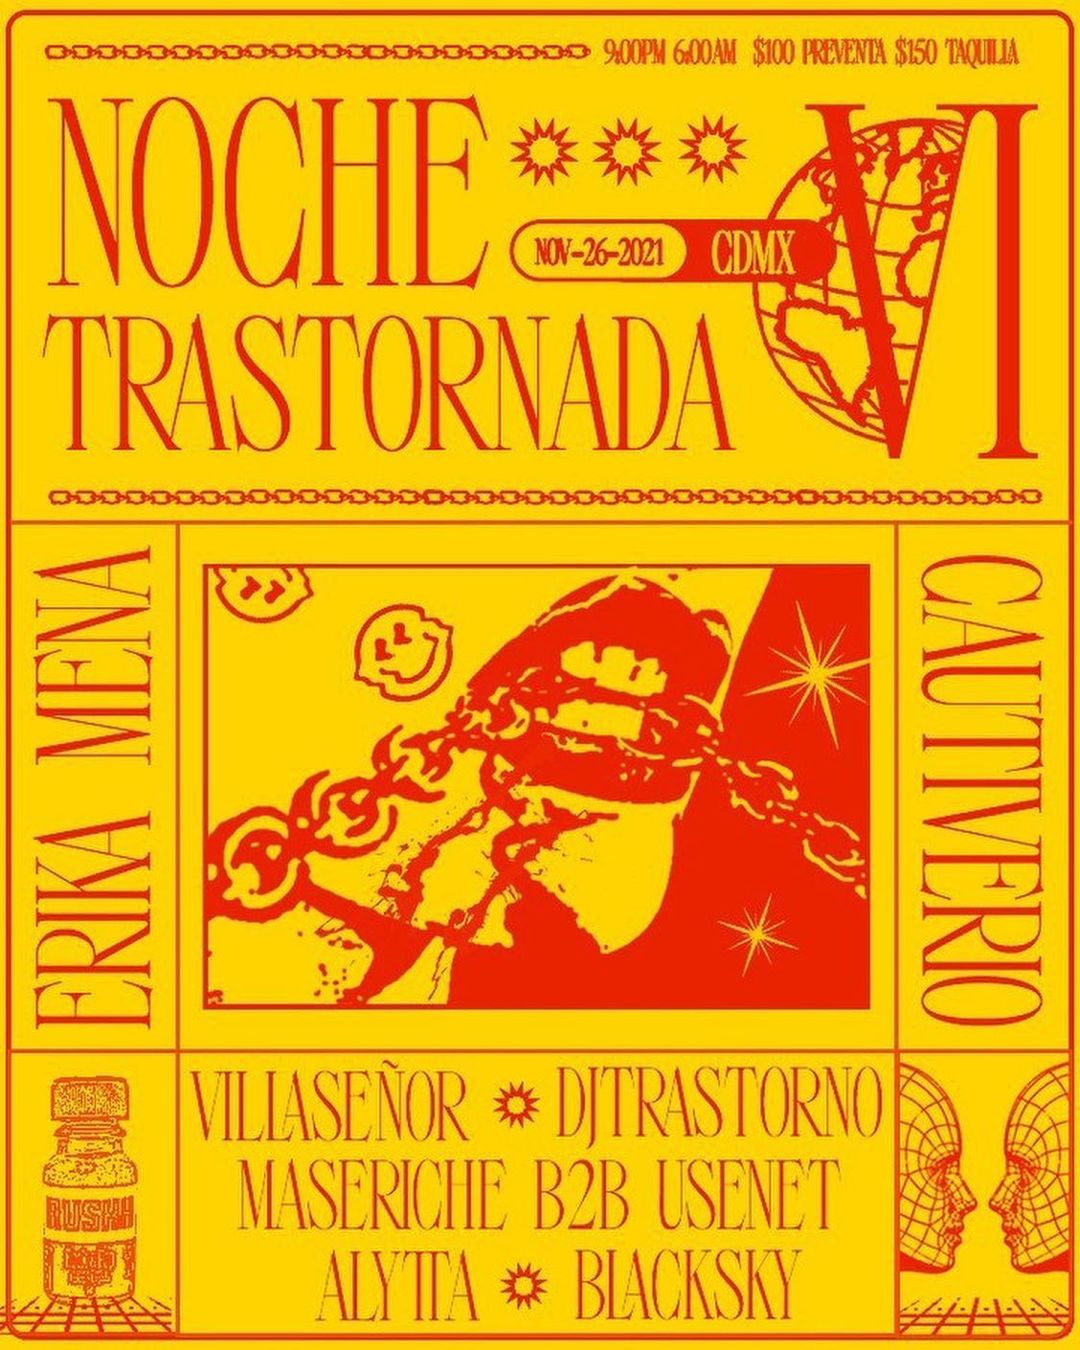 9:00PM 6:00AM $100 PREVENTA $150 TAQUILIA
NOCHE
VI
NOV-26-2021 CDMX
TRASTORNADA
ERIKA MENA
CAUTIVERIO
VILLASEÑOR DJTRASTORNO
MASERICHE B2B USENET
ALYTTA BLACKSKY
RUSH